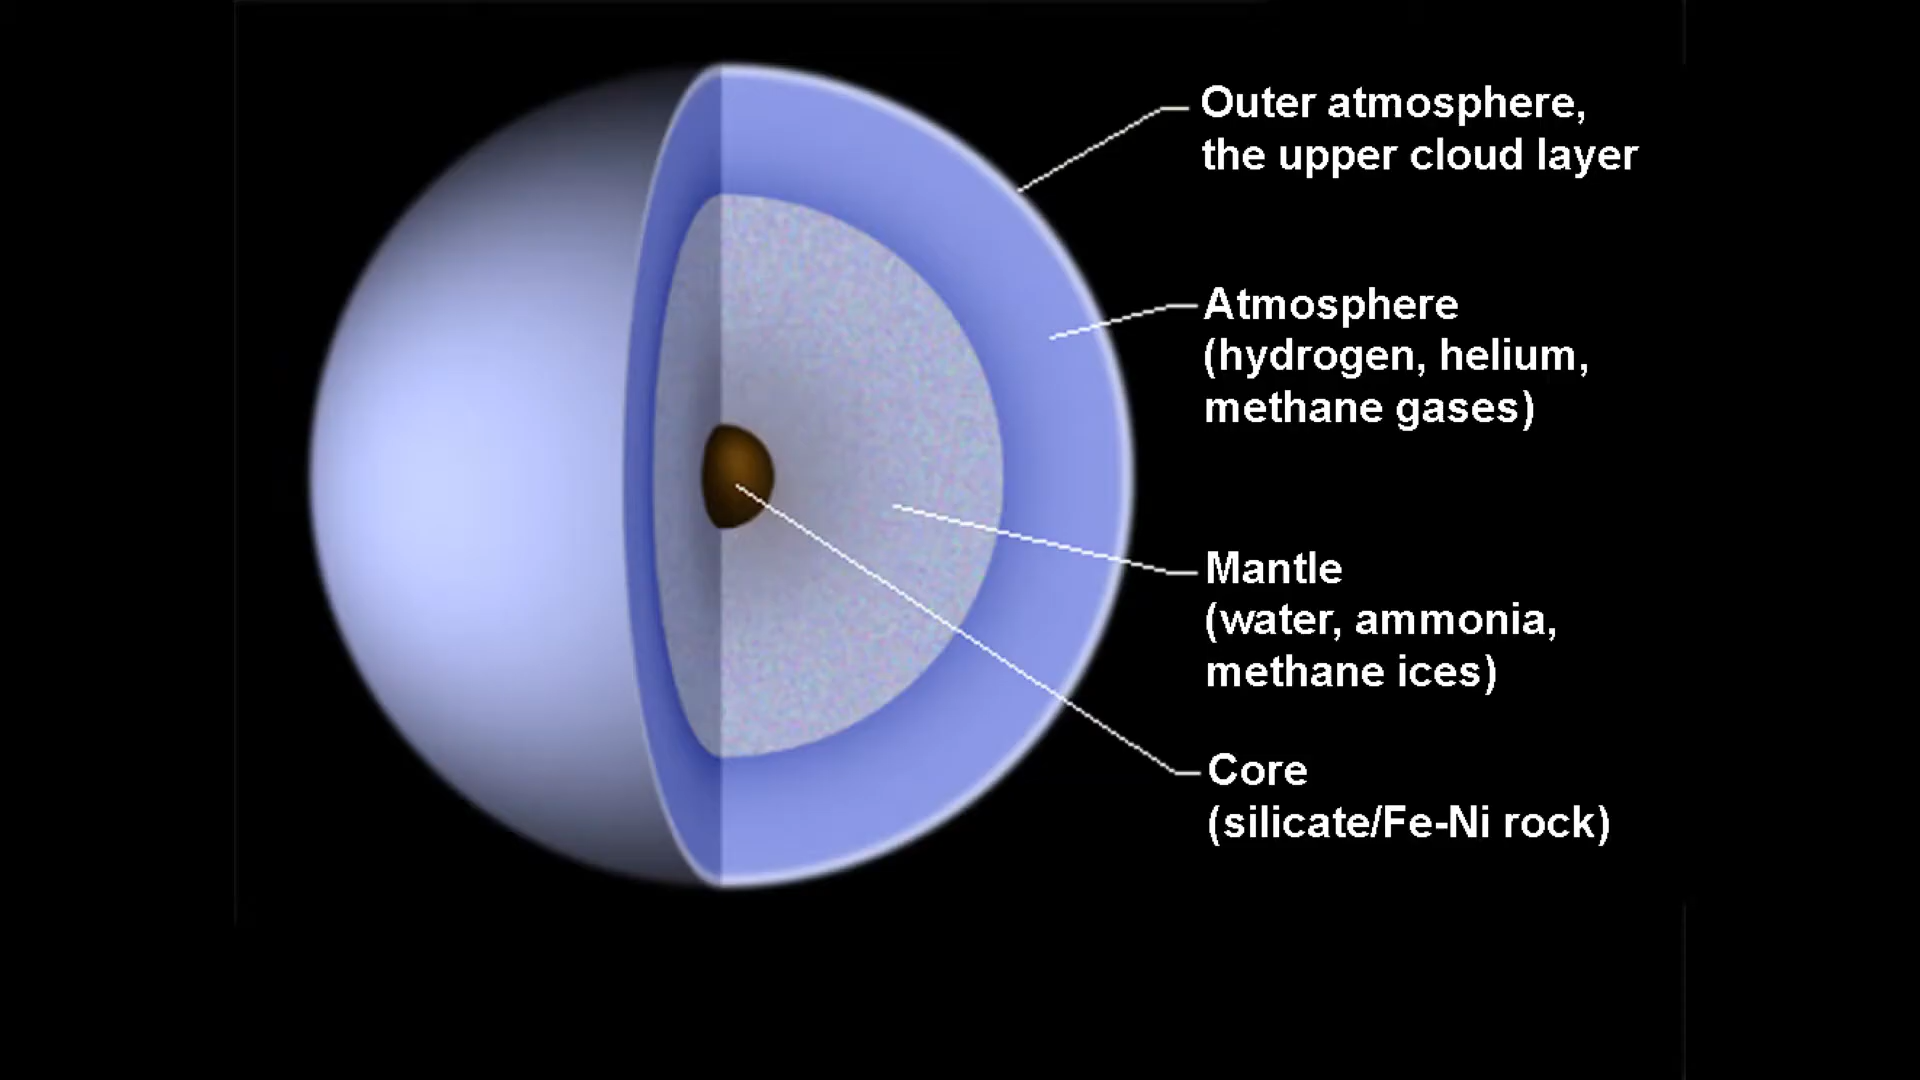 Outer atmosphere,
the upper cloud layer
Atmosphere
(hydrogen, helium,
methane gases)
Mantle
(water, ammonia,
methane ices)
Core
(silicate/Fe-Ni rock)